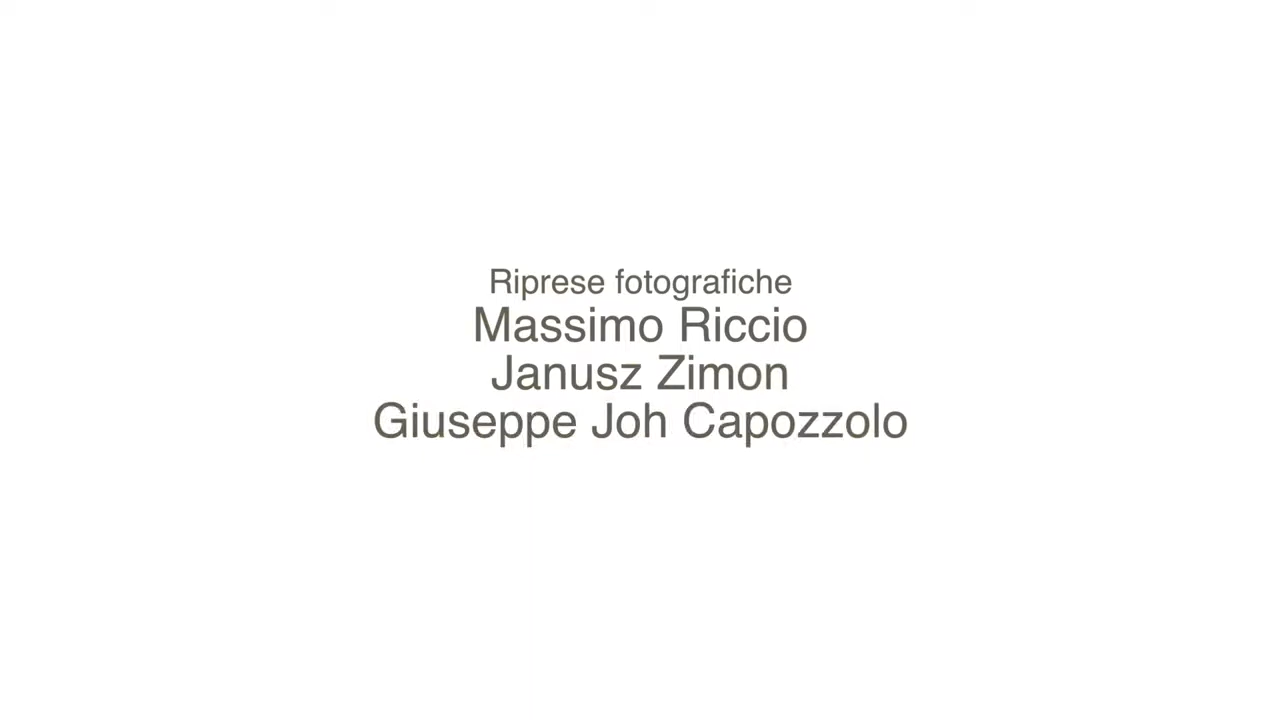 Riprese fotografiche
Massimo Riccio
Janusz Zimon
Giuseppe Joh Capozzolo